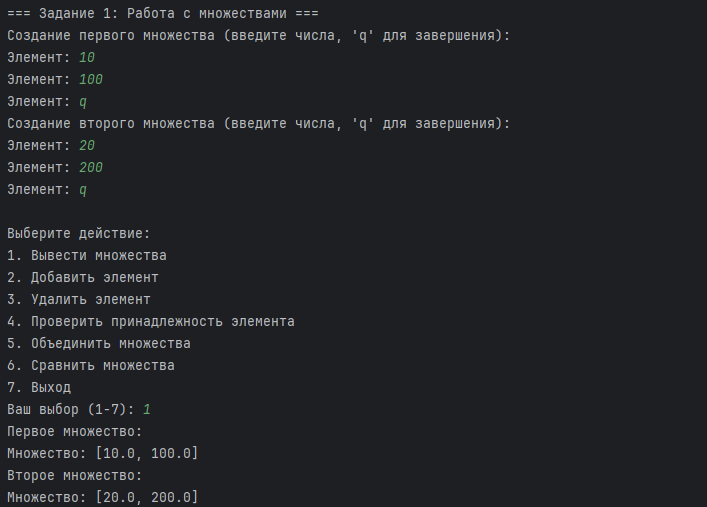 === Задание 1: Работа с множествами ===
Создание первого множества (введите числа, 'q' для завершения):
Элемент: 10
Элемент: 100
Элемент: q
Создание второго множества (введите числа, 'q' для завершения):
Элемент: 20
Элемент: 200
Элемент: q
Выберите действие:
1. Вывести множества
2. Добавить элемент
3. Удалить элемент
4. Проверить принадлежность элемента
5. Объединить множества
6. Сравнить множества
7. Выход
Ваш выбор (1-7): 1
Первое множество:
Множество: [10.0, 100.0]
Второе множество:
Множество: [20.0, 200.0]